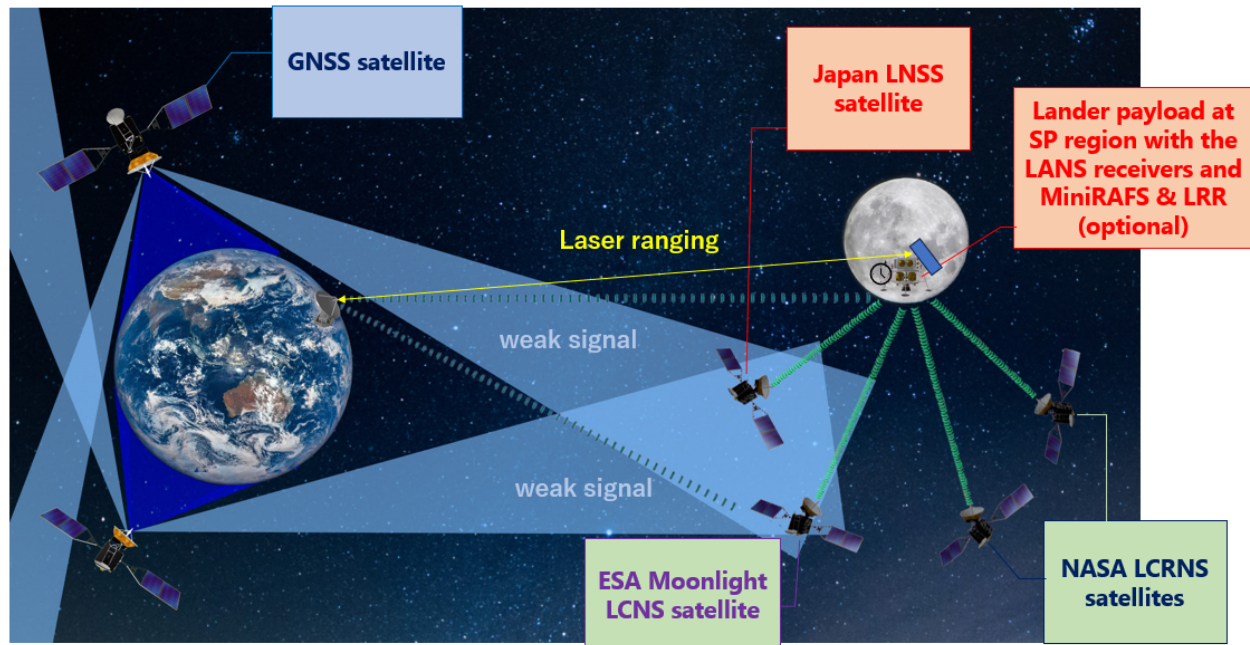 GNSS satellite
Japan LNSS
satellite
Lander payload at
SP region with the
LANS receivers and
MiniRAFS & LRR
(optional)
Laser ranging
weak signal
weak signal
ESA Moonlight
LCNS satellite
NASA LCRNS
satellites